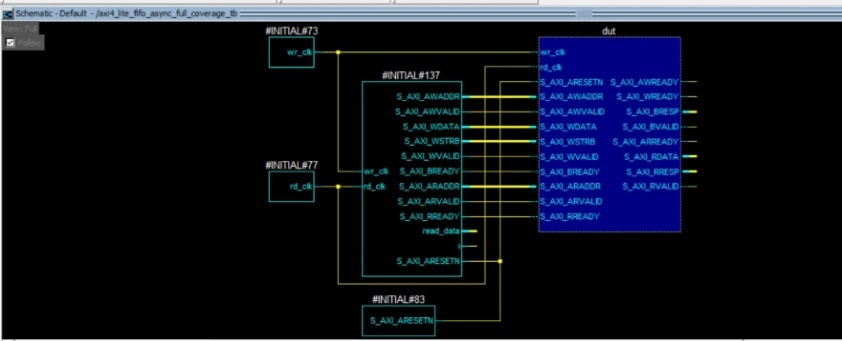 Schematic - Default - /axi4_lite_fifo_async_full_coverage_tb
View: Full
Follow
#INITIAL#73
wr_clk
#INITIAL#77
rd_clk
#INITIAL#137
S_AXI_AWADDR
S_AXI_AWVALID
S_AXI_WDATA
S_AXI_WSTRB
S_AXI_WVALID
wr_clk S_AXI_BREADY
rd_clk S_AXI_ARADDR
S_AXI_ARVALID
S_AXI_RREADY
read_data
i
S_AXI_ARESETN
#INITIAL#83
S_AXI_ARESETN
dut
wr_clk
rd_clk
S_AXI_ARESETN S_AXI_AWREADY
S_AXI_AWADDR S_AXI_WREADY
S_AXI_AWVALID S_AXI_BRESP
S_AXI_WDATA S_AXI_BVALID
S_AXI_WSTRB S_AXI_ARREADY
S_AXI_WVALID S_AXI_RDATA
S_AXI_BREADY S_AXI_RRESP
S_AXI_ARADDR S_AXI_RVALID
S_AXI_ARVALID
S_AXI_RREADY